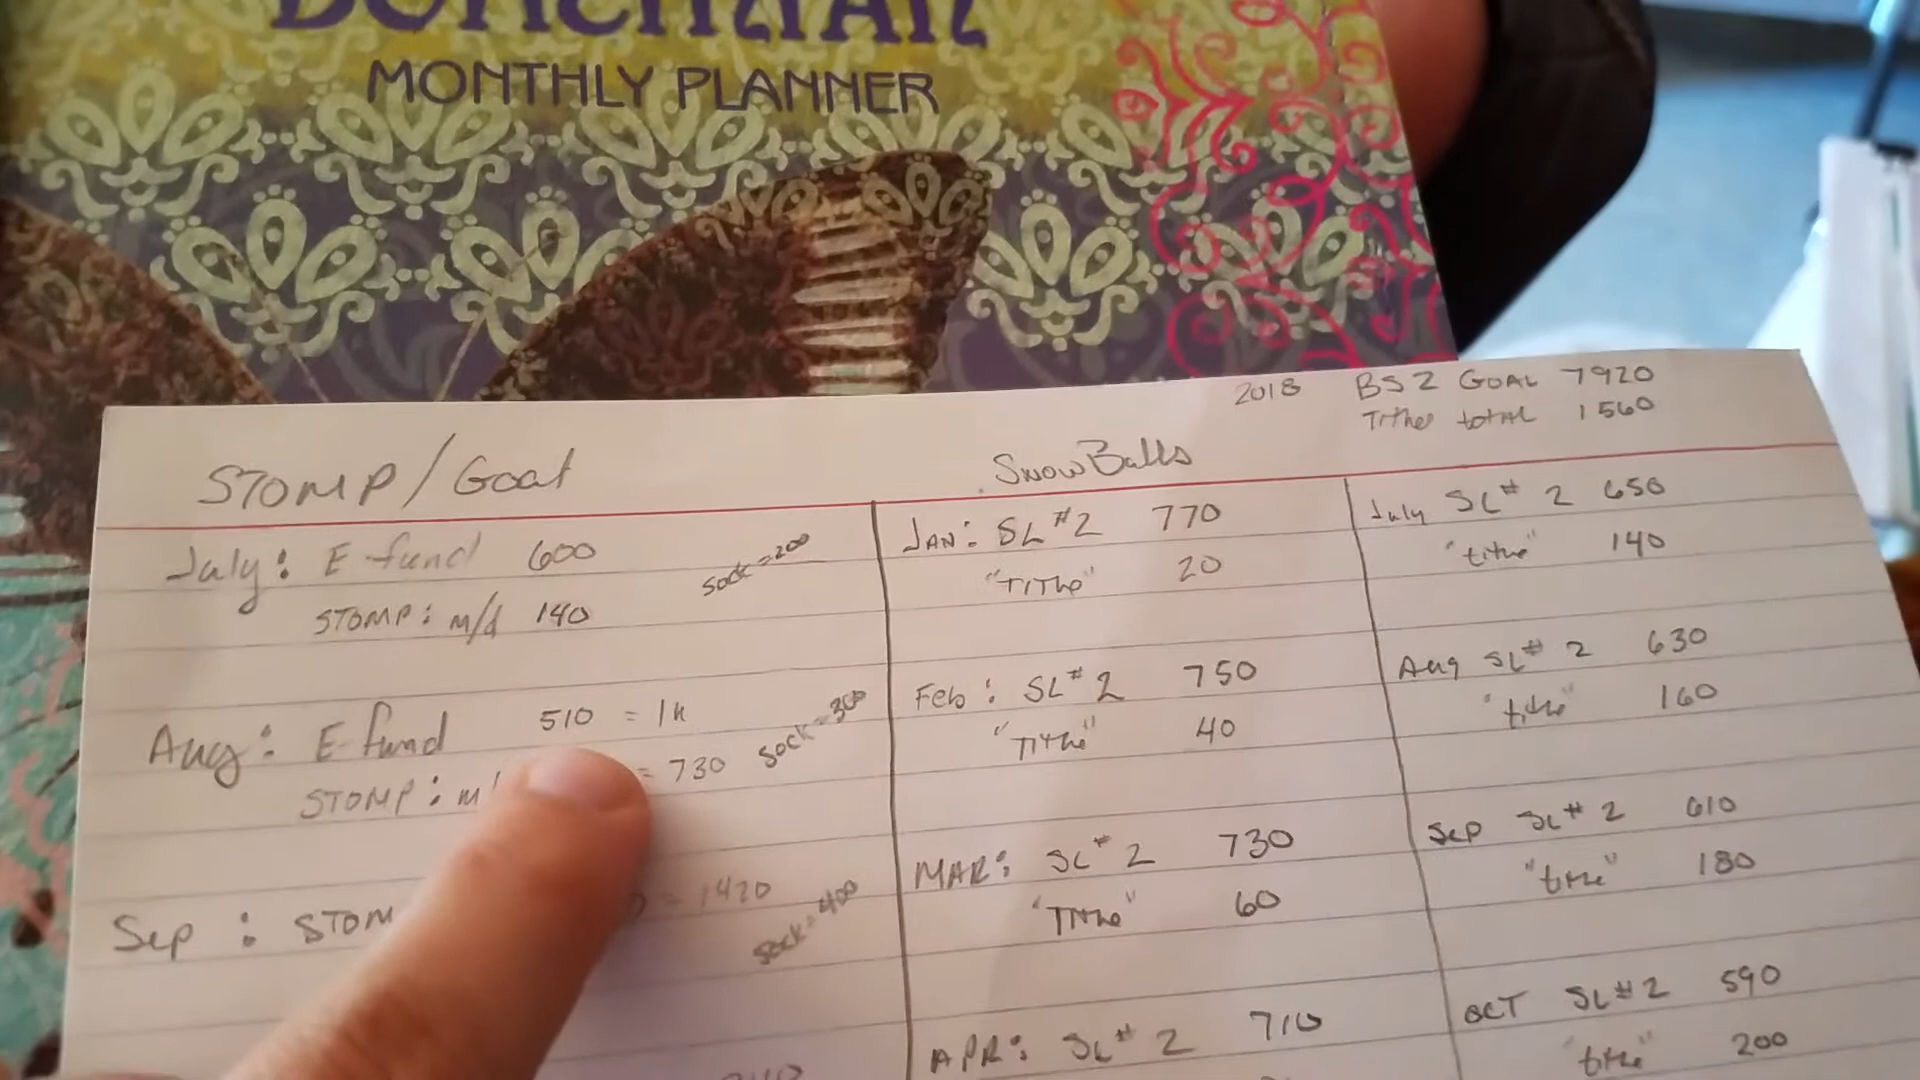 BOHEMIAN
MONTHLY PLANNER
2018 BS2 GOAL 7920
Tithes total 1560
STOMP/Goal
SnowBalls
July: E fund 600
sock=200
STOMP: m/d 140
Aug: E-fund 510 = 1k
STOMP: m/ = 730
sock=300
Sep: STOM = 1420
sock=400
JAN: SL #2 770
"Tithe" 20
Feb: SL #2 750
"Tithe" 40
MAR: SL #2 730
"Tithe" 60
APR: SL #2 710
July SL #2 650
"tithe" 140
Aug SL #2 630
"tithe" 160
Sep SL #2 610
"tithe" 180
OCT SL #2 590
"tithe" 200